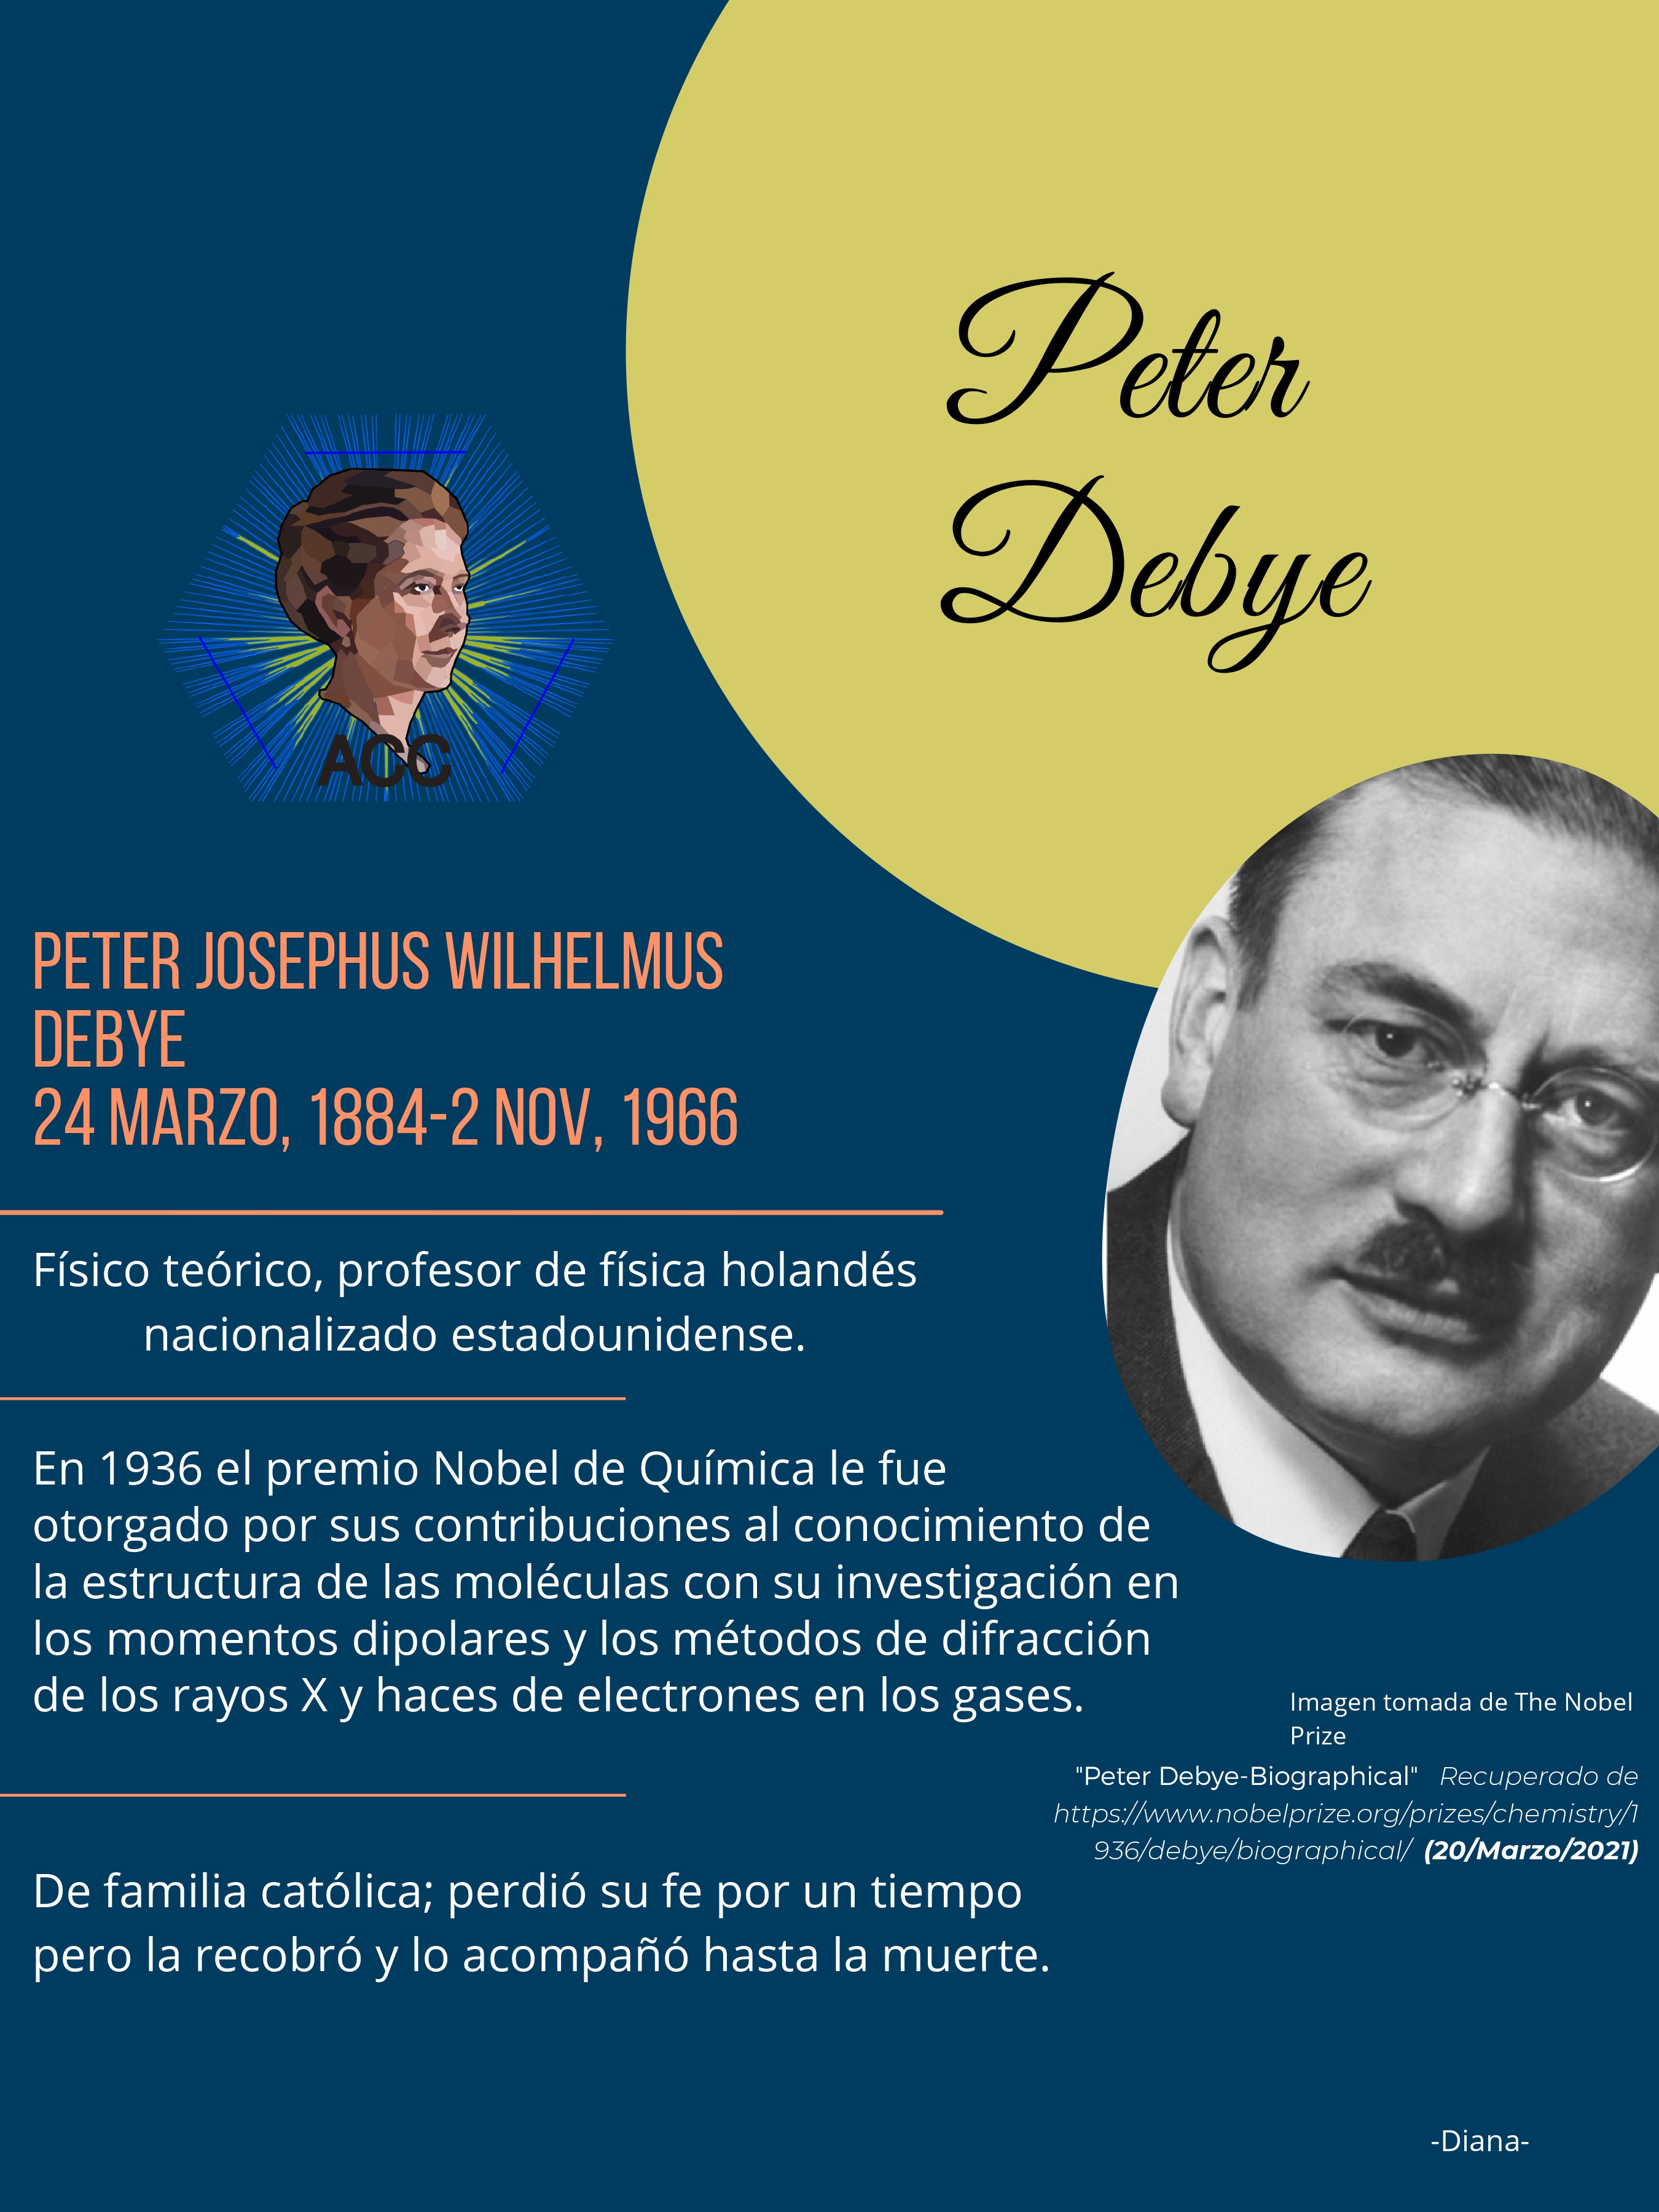 Peter
Debye
ACC
PETER JOSEPHUS WILHELMUS
DEBYE
24 MARZO, 1884-2 NOV, 1966
Físico teórico, profesor de física holandés
nacionalizado estadounidense.
En 1936 el premio Nobel de Química le fue
otorgado por sus contribuciones al conocimiento de
la estructura de las moléculas con su investigación en
los momentos dipolares y los métodos de difracción
de los rayos X y haces de electrones en los gases.
Imagen tomada de The Nobel
Prize
"Peter Debye-Biographical" Recuperado de
https://www.nobelprize.org/prizes/chemistry/1
936/debye/biographical/ (20/Marzo/2021)
De familia católica; perdió su fe por un tiempo
pero la recobró y lo acompañó hasta la muerte.
-Diana-